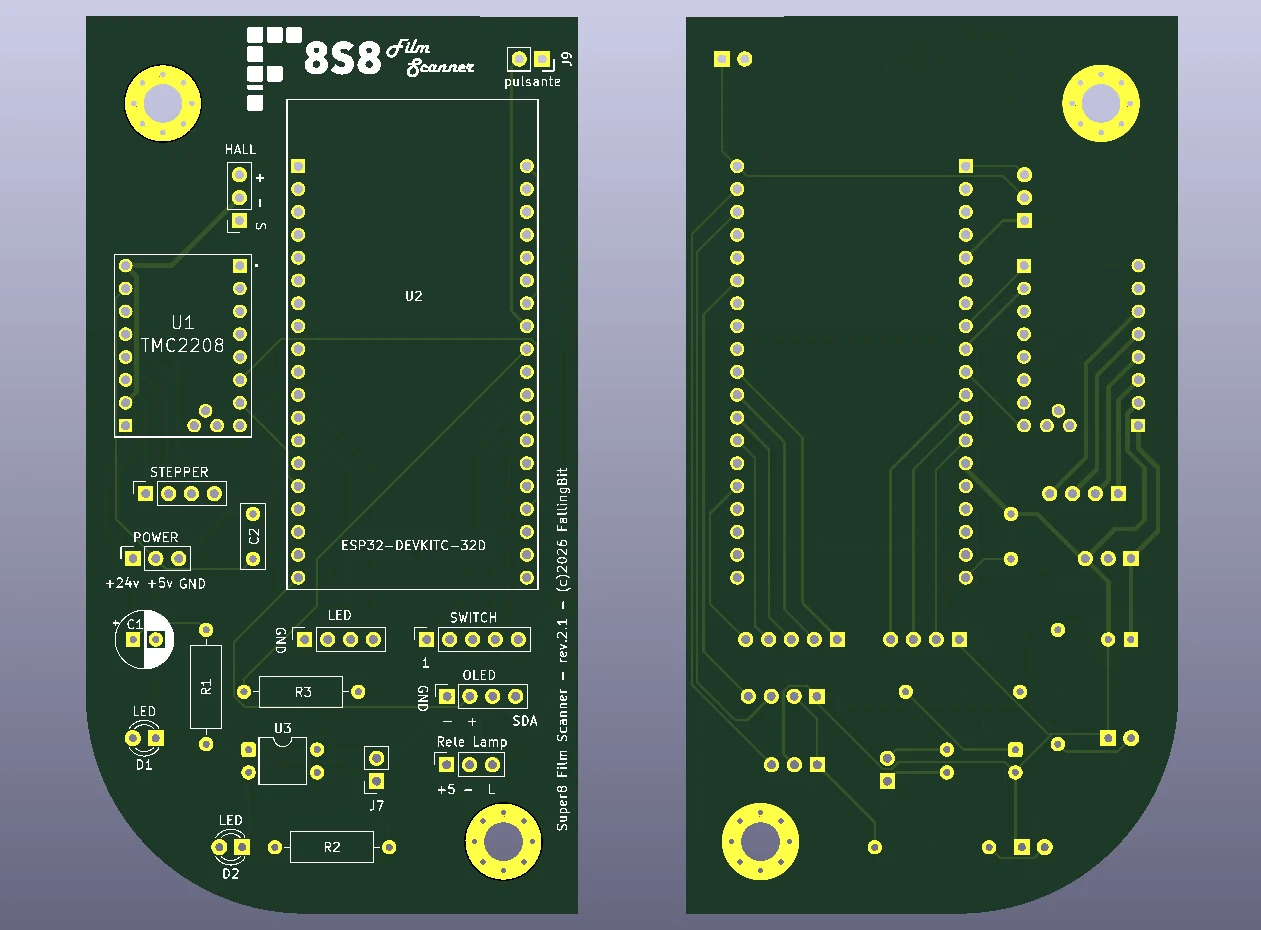 8S8 Film
Scanner
J9
pulsante
HALL
+
-
S
U1
TMC2208
U2
STEPPER
C2
POWER
+24v +5v GND
ESP32-DEVKITC-32D
+ C1
R1
LED
GND
SWITCH
1
OLED
GND
R3
- + SDA
LED
D1
U3
Rele Lamp
+5 - L
J7
LED
D2
R2
Super8 Film Scanner - rev.2.1 - (c)2026 FallingBit